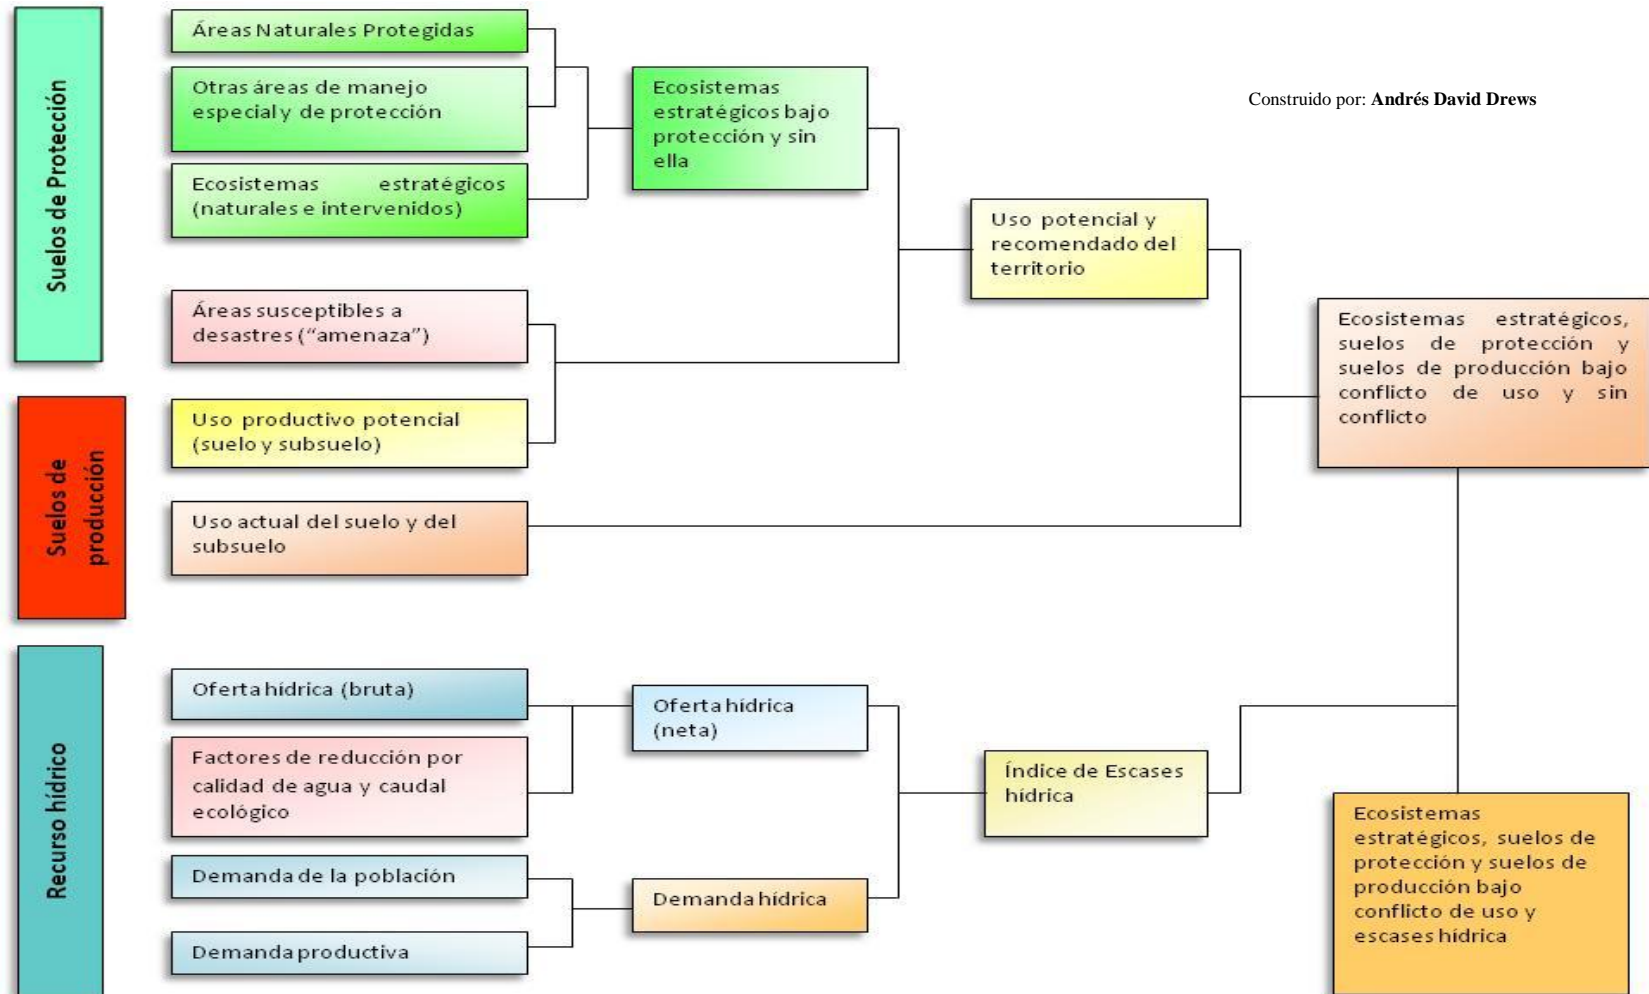 Suelos de Protección
Áreas Naturales Protegidas
Otras áreas de manejo
especial y de protección
Ecosistemas estratégicos
(naturales e intervenidos)
Ecosistemas
estratégicos bajo
protección y sin
ella
Construido por: Andrés David Drews
Áreas susceptibles a
desastres (“amenaza”)
Uso potencial y
recomendado del
territorio
Suelos de
producción
Uso productivo potencial
(suelo y subsuelo)
Uso actual del suelo y del
subsuelo
Ecosistemas estratégicos,
suelos de protección y
suelos de producción bajo
conflicto de uso y sin
conflicto
Recurso hídrico
Oferta hídrica (bruta)
Factores de reducción por
calidad de agua y caudal
ecológico
Demanda de la población
Demanda productiva
Oferta hídrica
(neta)
Demanda hídrica
Índice de Escases
hídrica
Ecosistemas
estratégicos, suelos de
protección y suelos de
producción bajo
conflicto de uso y
escases hídrica